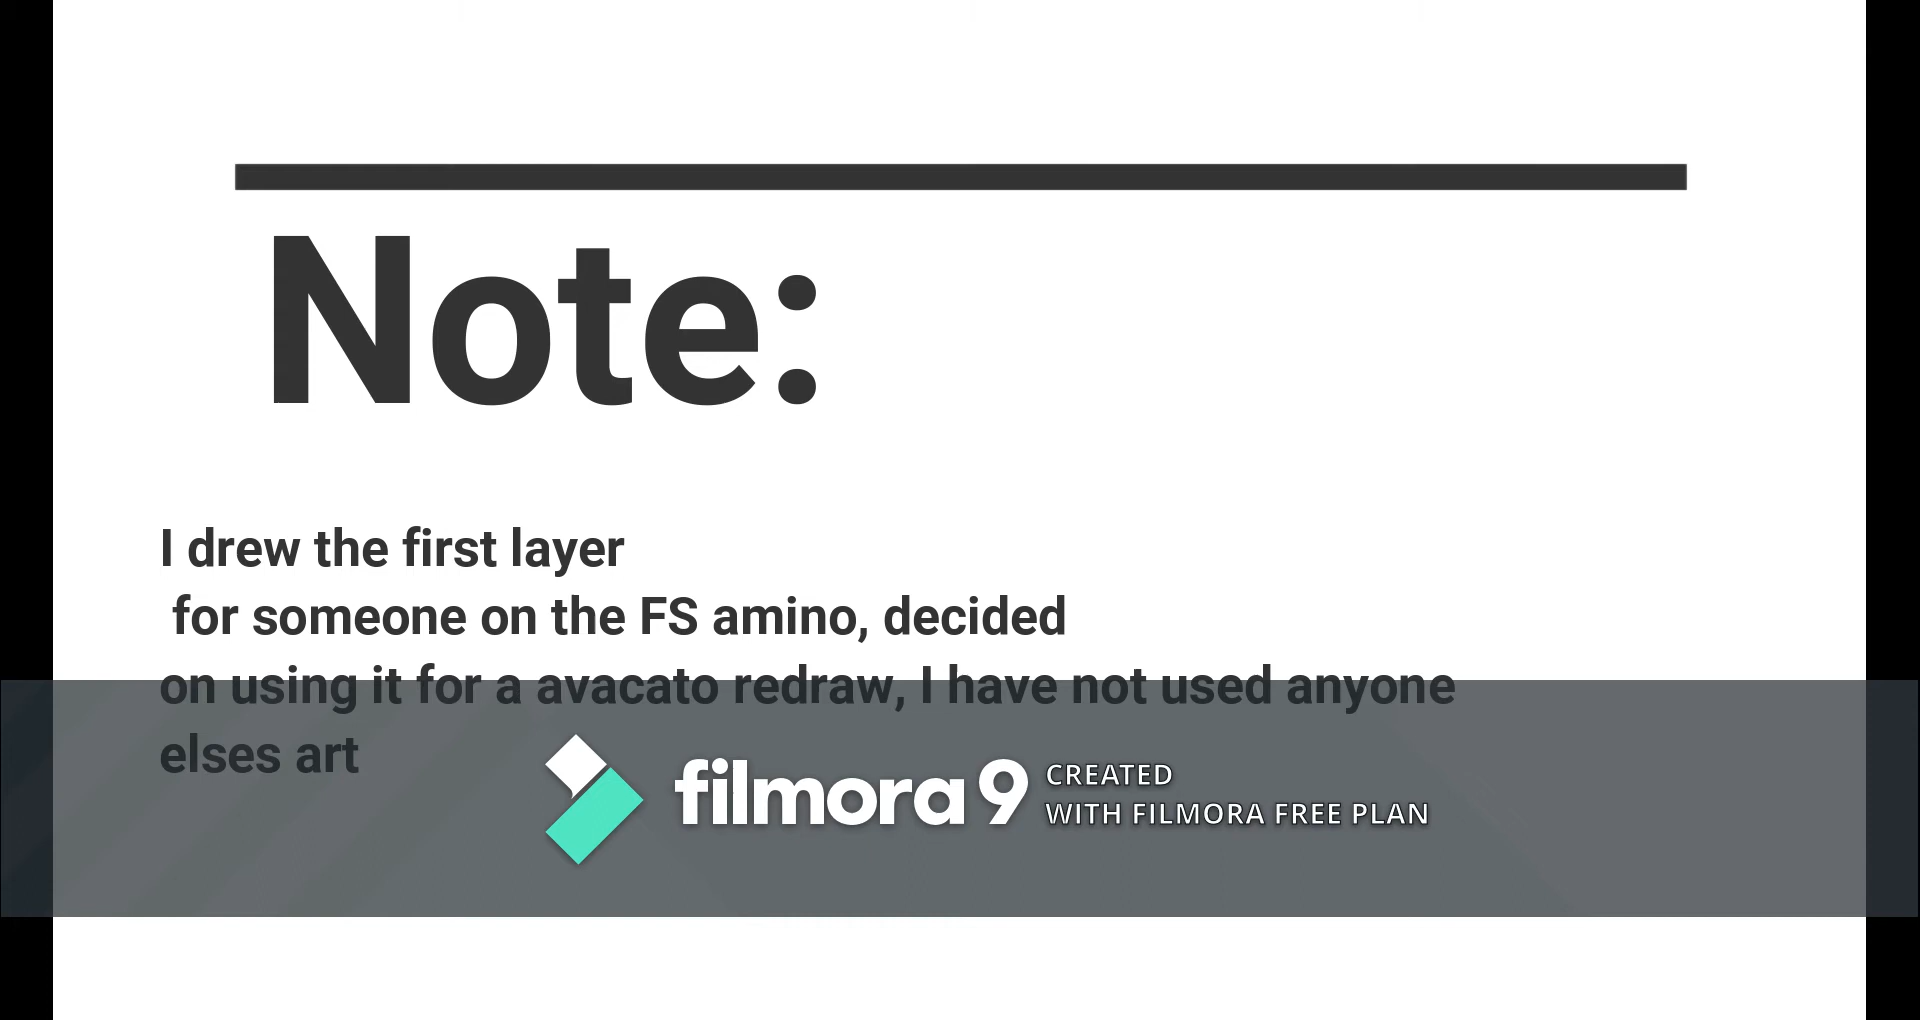 Note:
I drew the first layer
for someone on the FS amino, decided
on using it for a avacato redraw, I have not used anyone
elses art
filmora 9
CREATED
WITH FILMORA FREE PLAN